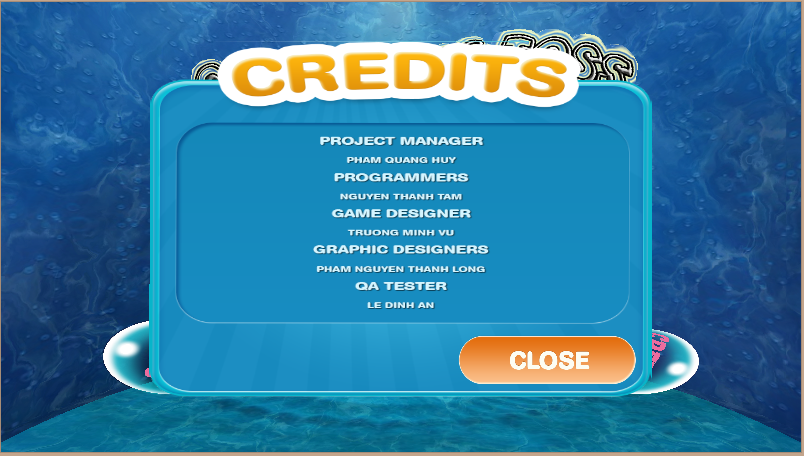 CREDITS
PROJECT MANAGER
PHAM QUANG HUY
PROGRAMMERS
NGUYEN THANH TAM
GAME DESIGNER
TRUONG MINH VU
GRAPHIC DESIGNERS
PHAM NGUYEN THANH LONG
QA TESTER
LE DINH AN
CLOSE